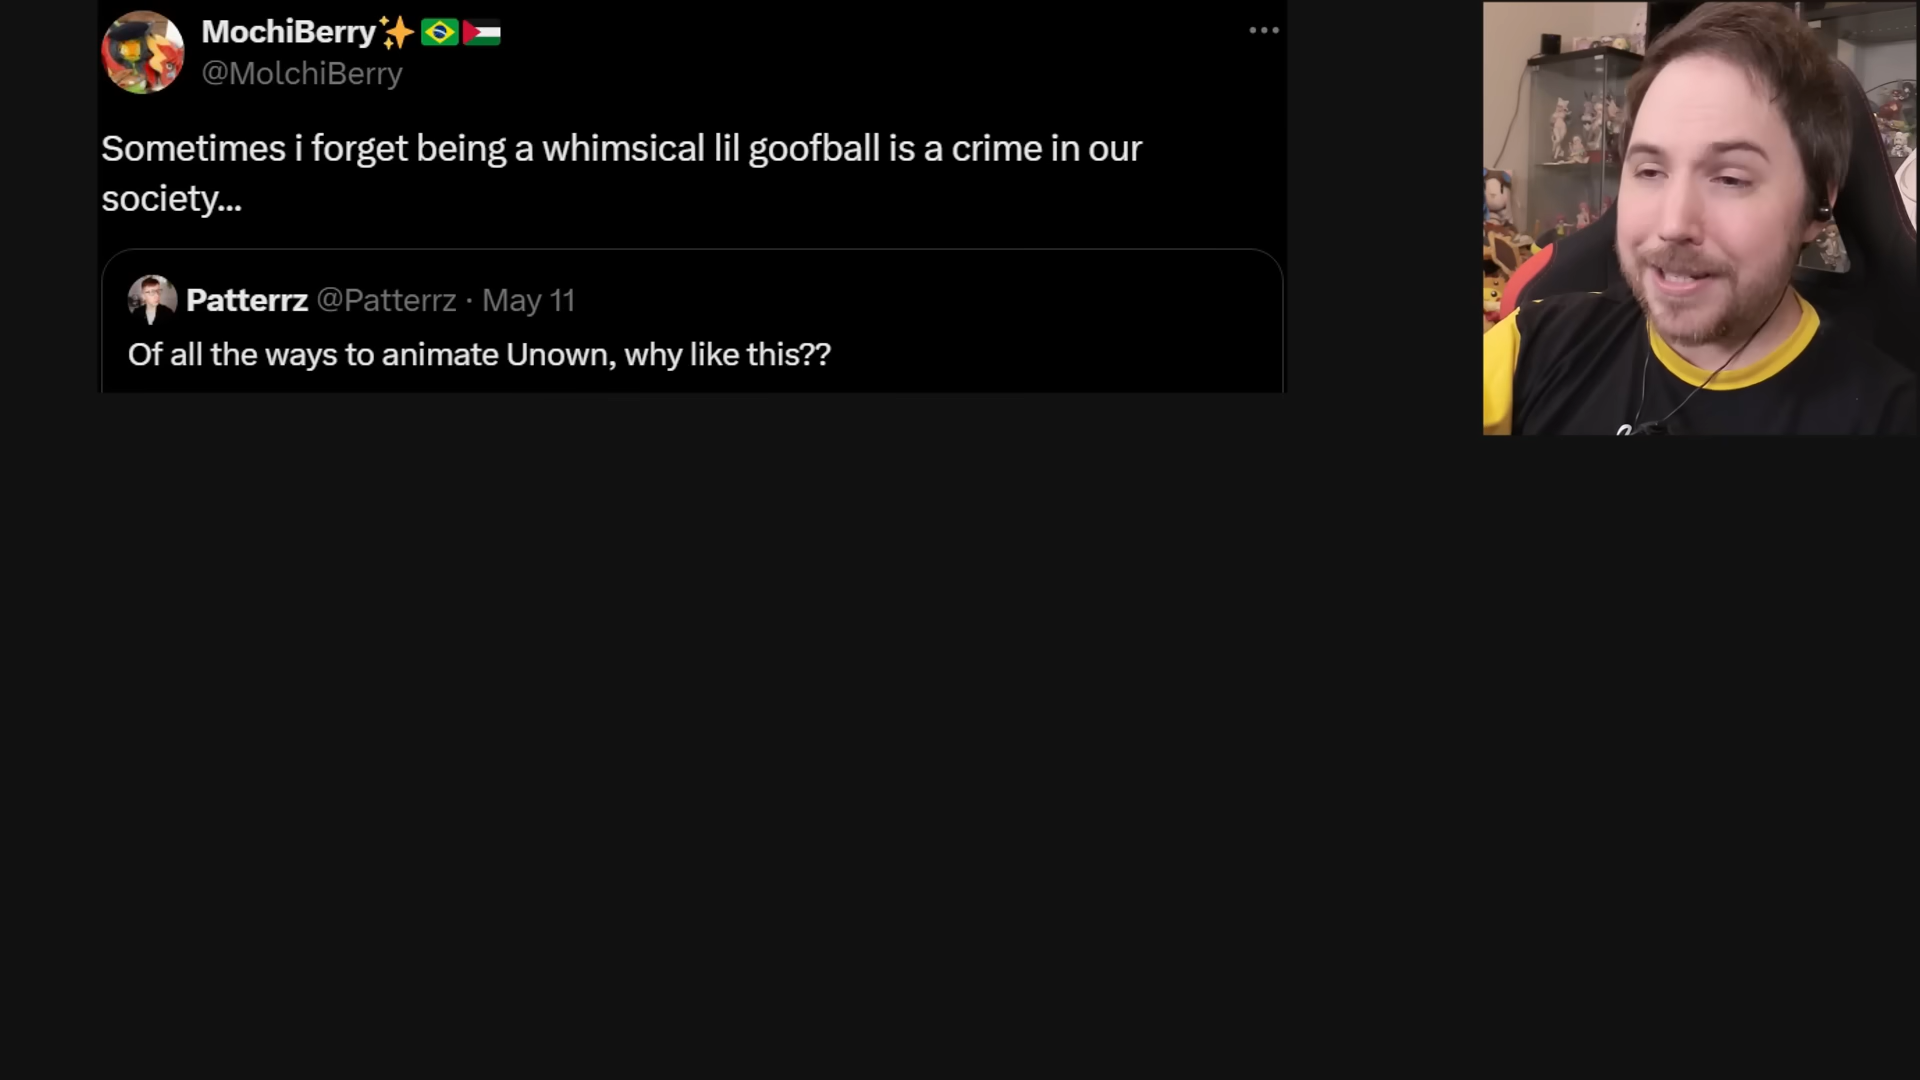 MochiBerry✨🇧🇷🇵🇸
@MolchiBerry
Sometimes i forget being a whimsical lil goofball is a crime in our
society...
Patterrz @Patterrz · May 11
Of all the ways to animate Unown, why like this??